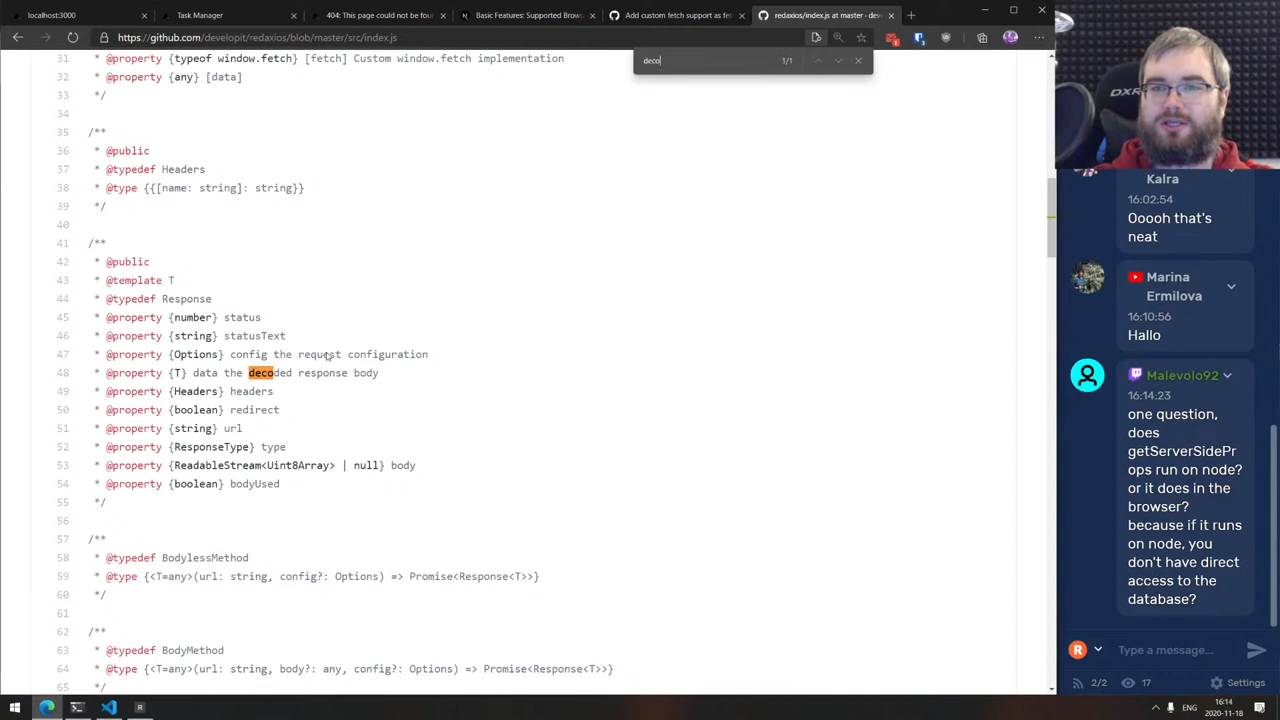 localhost:3000
Task Manager
404: This page could not be fou
Basic Features: Supported Brows
Add custom fetch support as fet
redaxios/index.js at master · dev
https://github.com/developit/redaxios/blob/master/src/index.js
deco
1/1
31 * @property {typeof window.fetch} [fetch] Custom window.fetch implementation
32 * @property {any} [data]
33 */
34
35 /**
36 * @public
37 * @typedef Headers
38 * @type {{[name: string]: string}}
39 */
40
41 /**
42 * @public
43 * @template T
44 * @typedef Response
45 * @property {number} status
46 * @property {string} statusText
47 * @property {Options} config the request configuration
48 * @property {T} data the decoded response body
49 * @property {Headers} headers
50 * @property {boolean} redirect
51 * @property {string} url
52 * @property {ResponseType} type
53 * @property {ReadableStream<Uint8Array> | null} body
54 * @property {boolean} bodyUsed
55 */
56
57 /**
58 * @typedef BodylessMethod
59 * @type {<T=any>(url: string, config?: Options) => Promise<Response<T>>}
60 */
61
62 /**
63 * @typedef BodyMethod
64 * @type {<T=any>(url: string, body?: any, config?: Options) => Promise<Response<T>>}
65 */
DXR
Kalra
16:02:54
Ooooh that's
neat
Marina
Ermilova
16:10:56
Hallo
Malevolo92
16:14:23
one question,
does
getServerSidePr
ops run on node?
or it does in the
browser?
because if it runs
on node, you
don't have direct
access to the
database?
R
Type a message...
2/2
17
Settings
ENG
16:14
2020-11-18